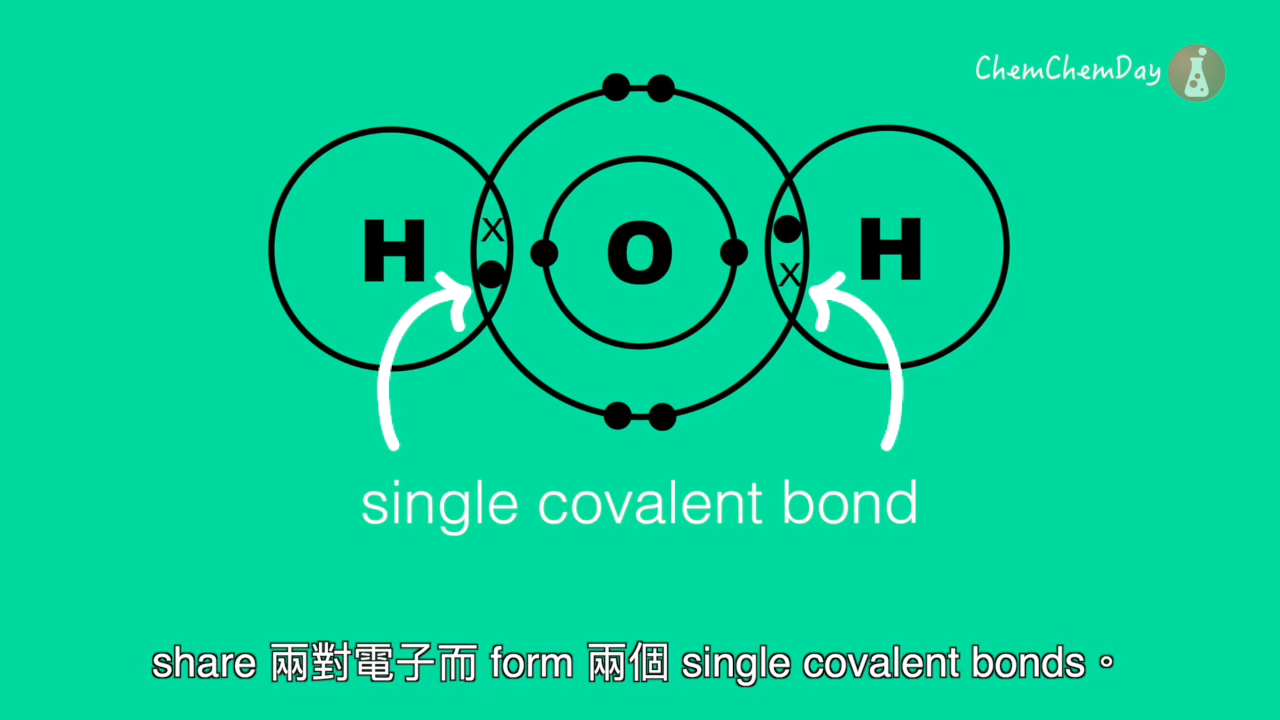 ChemChemDay
H x O x H
single covalent bond
share 兩對電子而 form 兩個 single covalent bonds。